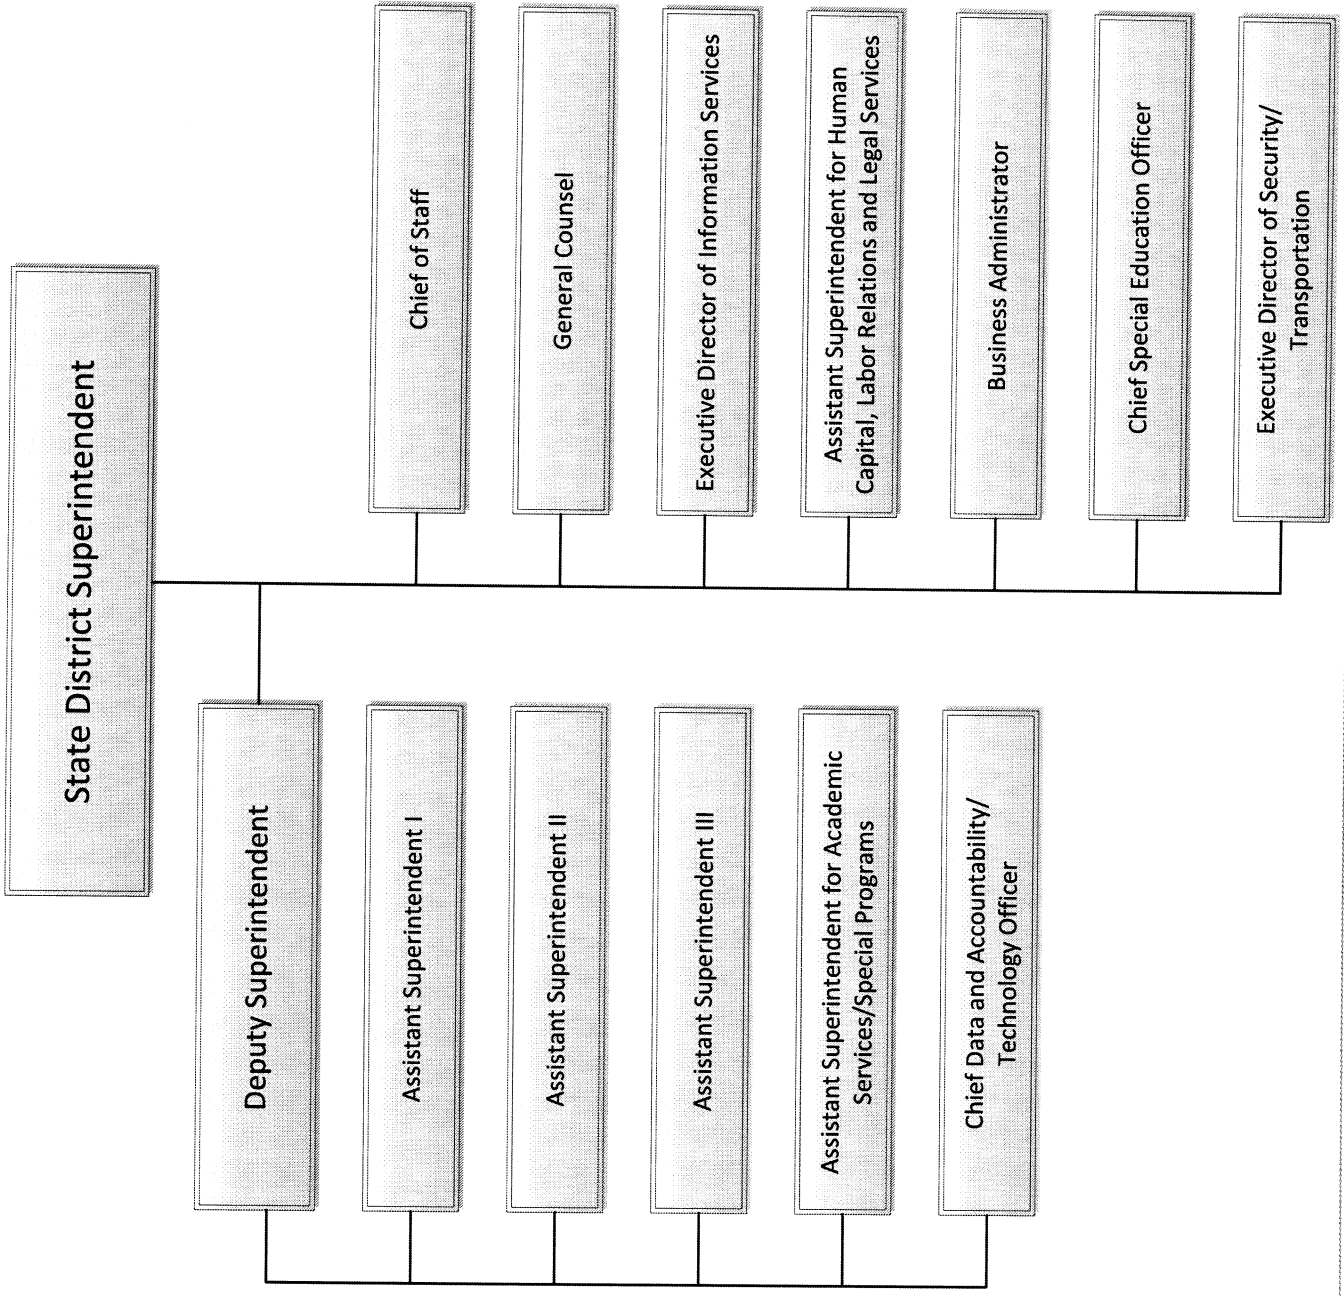 State District Superintendent
Deputy Superintendent
Assistant Superintendent I
Assistant Superintendent II
Assistant Superintendent III
Assistant Superintendent for Academic
Services/Special Programs
Chief Data and Accountability/
Technology Officer
Chief of Staff
General Counsel
Executive Director of Information Services
Assistant Superintendent for Human
Capital, Labor Relations and Legal Services
Business Administrator
Chief Special Education Officer
Executive Director of Security/
Transportation